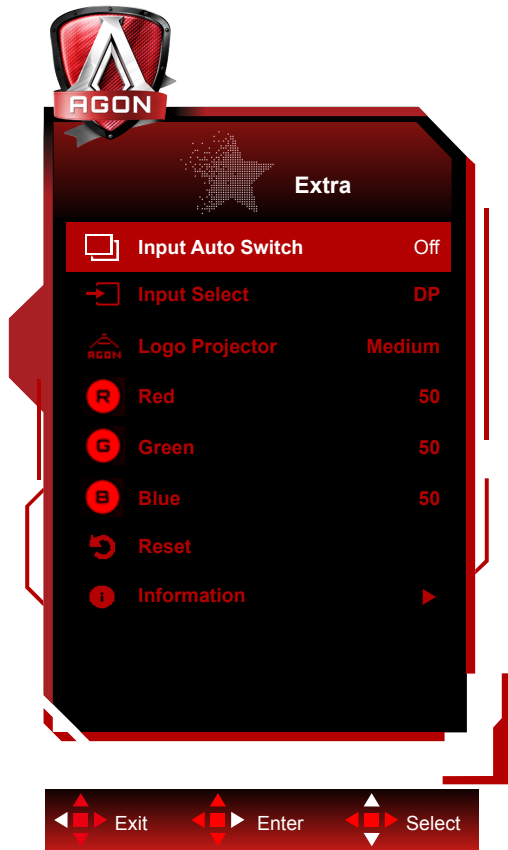 AGON
Extra
Input Auto Switch Off
Input Select DP
AGON Logo Projector Medium
R Red 50
G Green 50
B Blue 50
Reset
i Information
Exit Enter Select